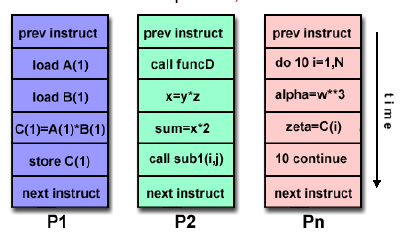 prev instruct
load A(1)
load B(1)
C(1)=A(1)*B(1)
store C(1)
next instruct
P1
prev instruct
call funcD
x=y*z
sum=x*2
call sub1(i,j)
next instruct
P2
prev instruct
do 10 i=1,N
alpha=w**3
zeta=C(i)
10 continue
next instruct
Pn
time